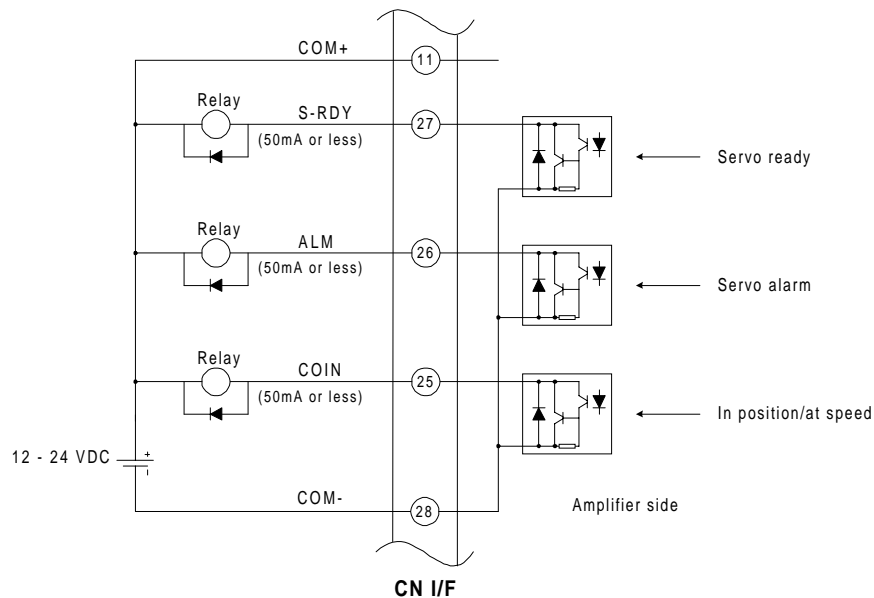 COM+
11
Relay
S-RDY
(50mA or less)
27
Servo ready
Relay
ALM
(50mA or less)
26
Servo alarm
Relay
COIN
(50mA or less)
25
In position/at speed
12 - 24 VDC
+
-
COM-
28
Amplifier side
CN I/F